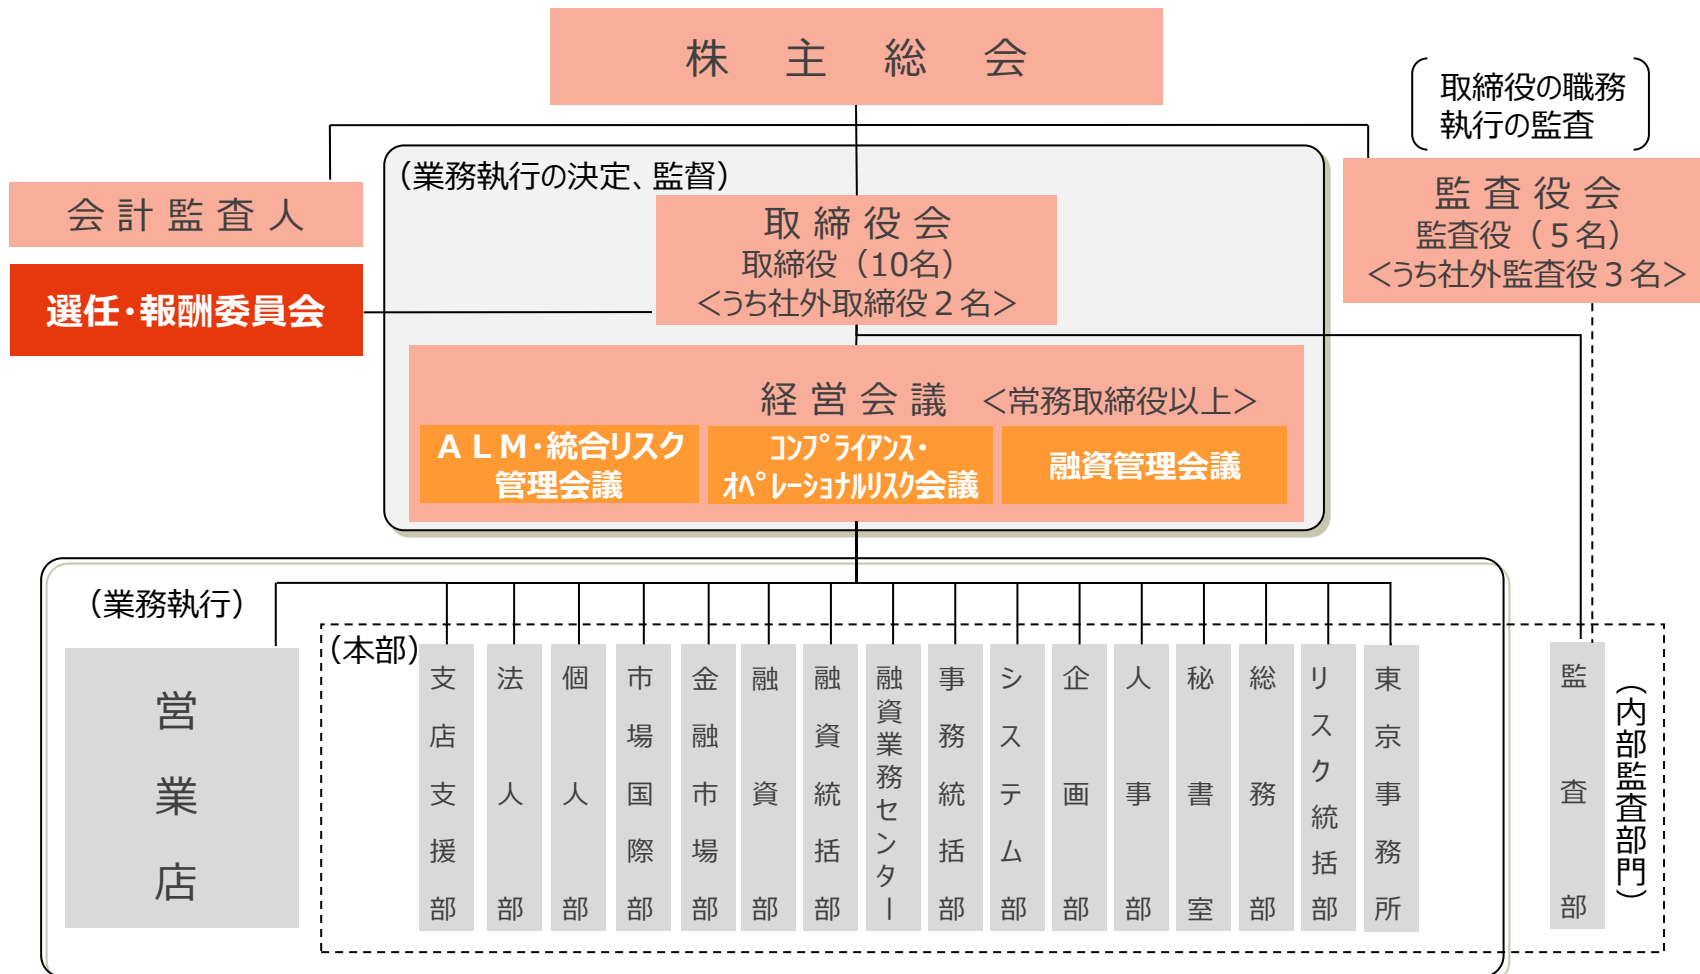 株主総会
取締役の職務
執行の監査
(業務執行の決定、監督)
会計監査人
取締役会
取締役（10名）
＜うち社外取締役２名＞
監査役会
監査役（５名）
＜うち社外監査役３名＞
選任・報酬委員会
経営会議 ＜常務取締役以上＞
ＡＬＭ・統合リスク
管理会議
ｺﾝﾌﾟﾗｲｱﾝｽ・
ｵﾍﾟﾚｰｼｮﾅﾙﾘｽｸ会議
融資管理会議
(業務執行)
(本部)
営業店
支店支援部
法人部
個人部
市場国際部
金融市場部
融資部
融資統括部
融資業務センター
事務統括部
システム部
企画部
人事部
秘書室
総務部
リスク統括部
東京事務所
監査部
(内部監査部門)